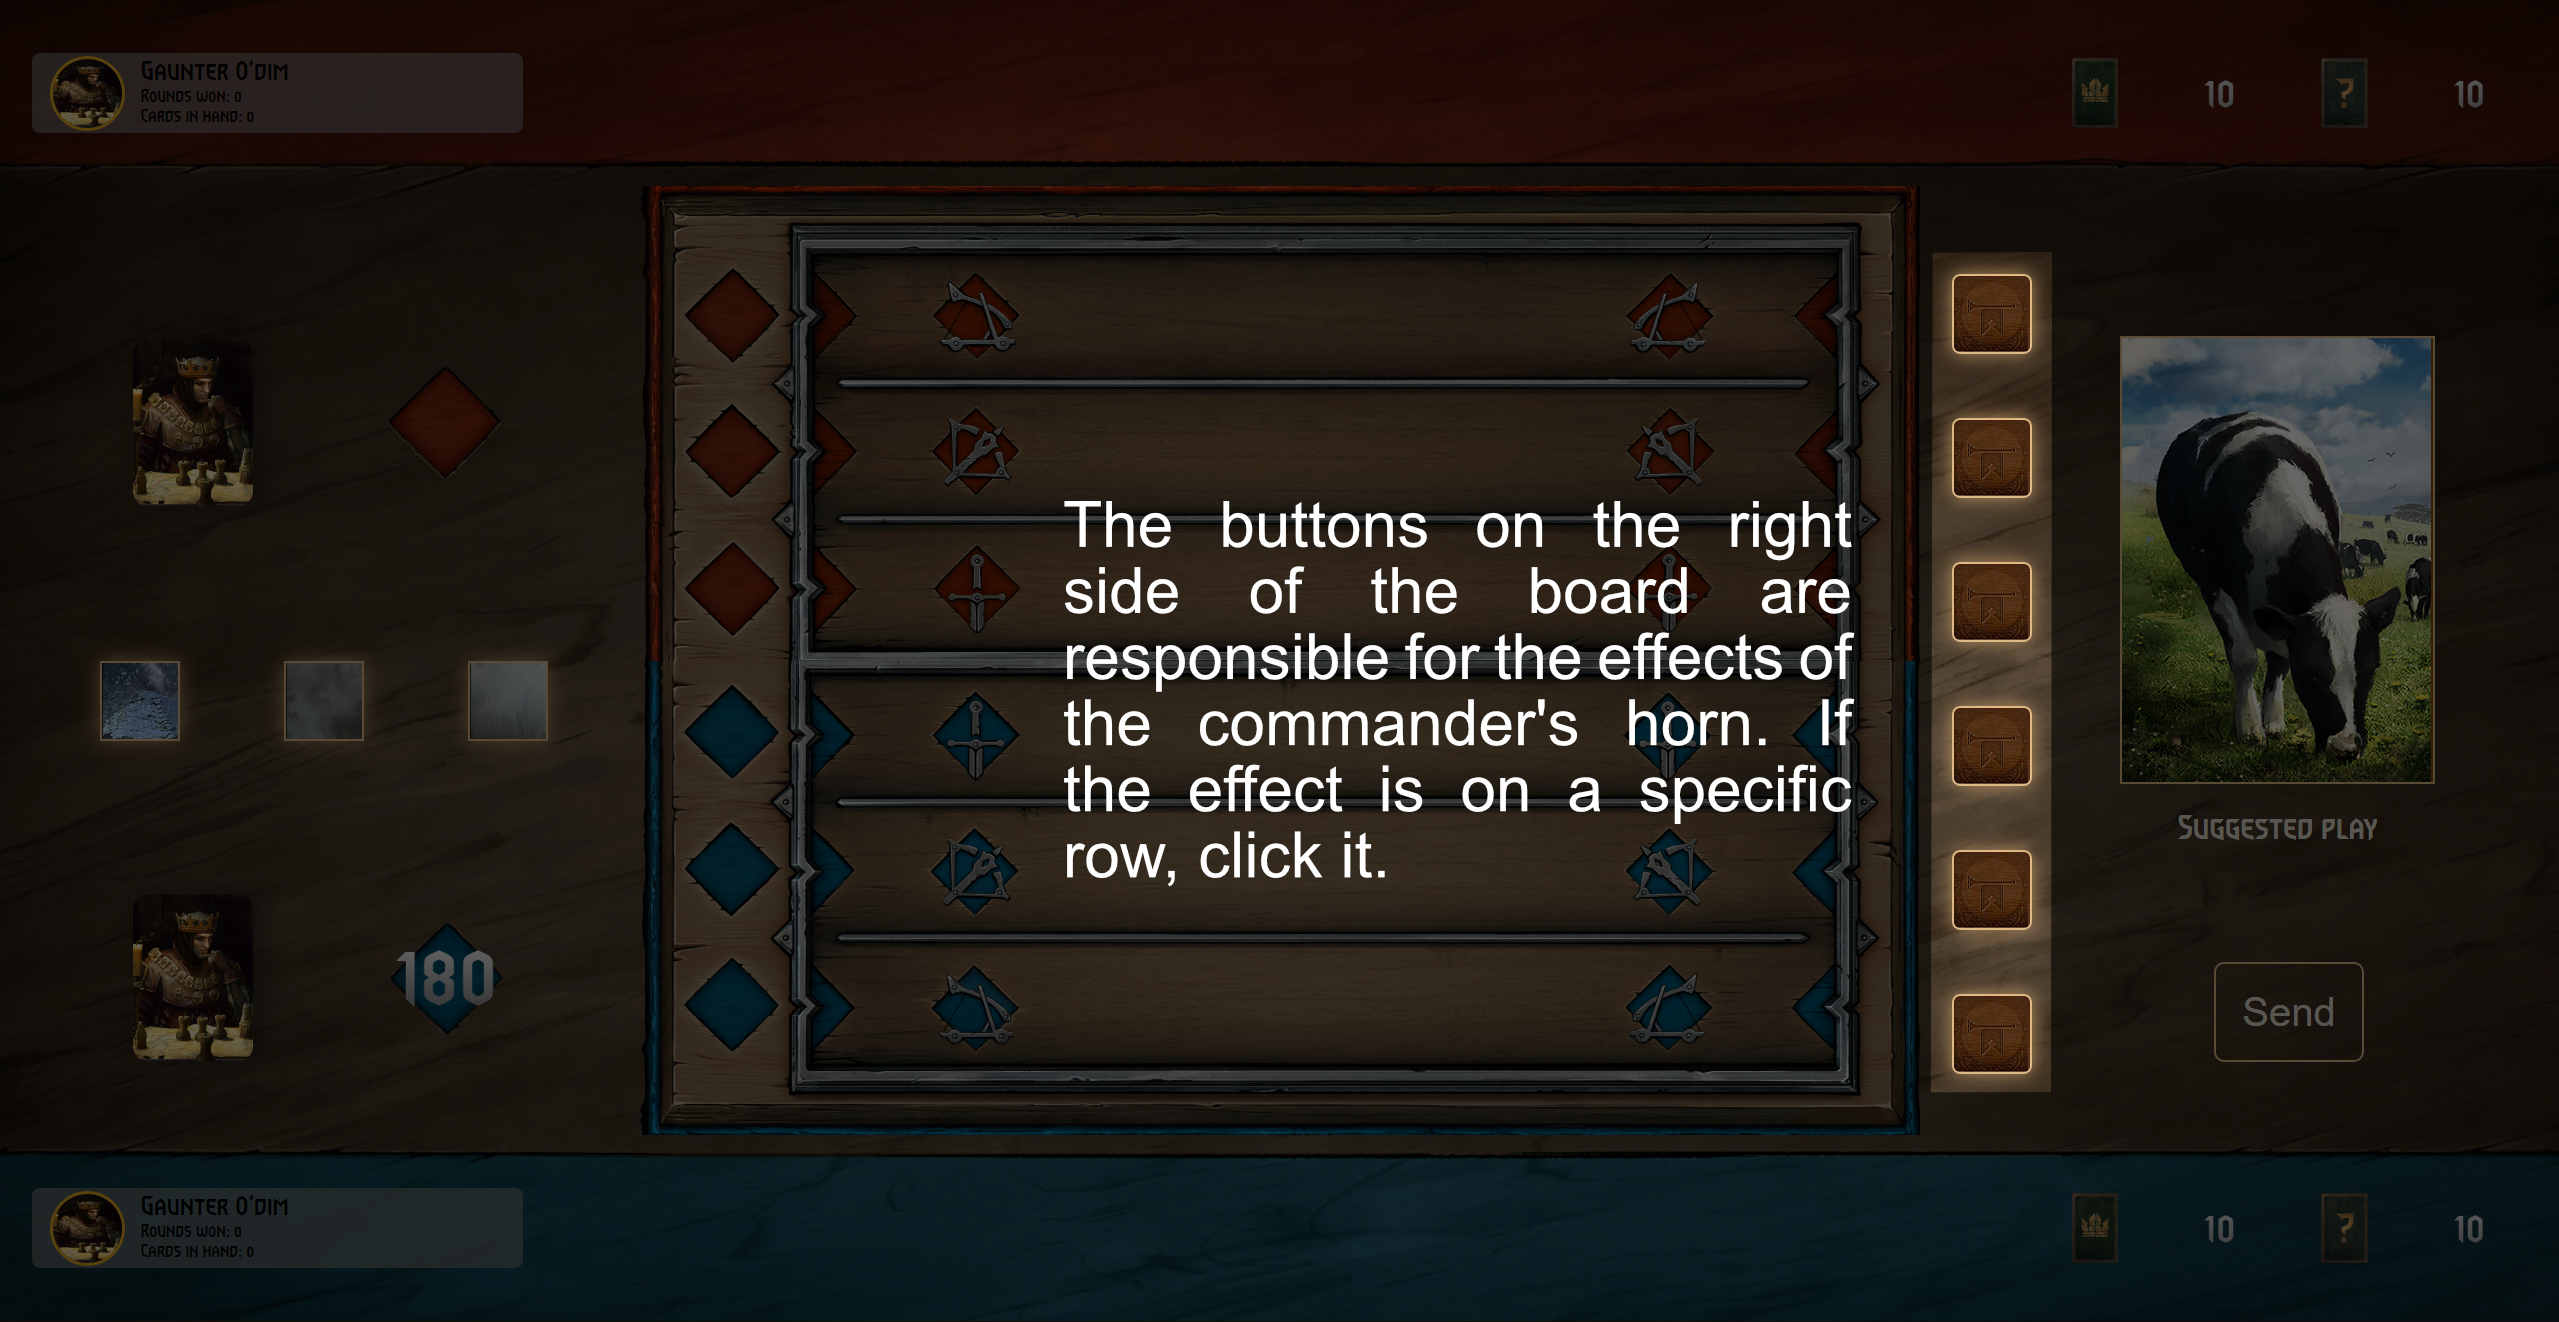 Gaunter O'dim
Rounds won: 0
Cards in hand: 0
10
?
10
The buttons on the right
side of the board are
responsible for the effects of
the commander's horn. If
the effect is on a specific
row, click it.
Suggested play
180
Send
Gaunter O'dim
Rounds won: 0
Cards in hand: 0
10
?
10